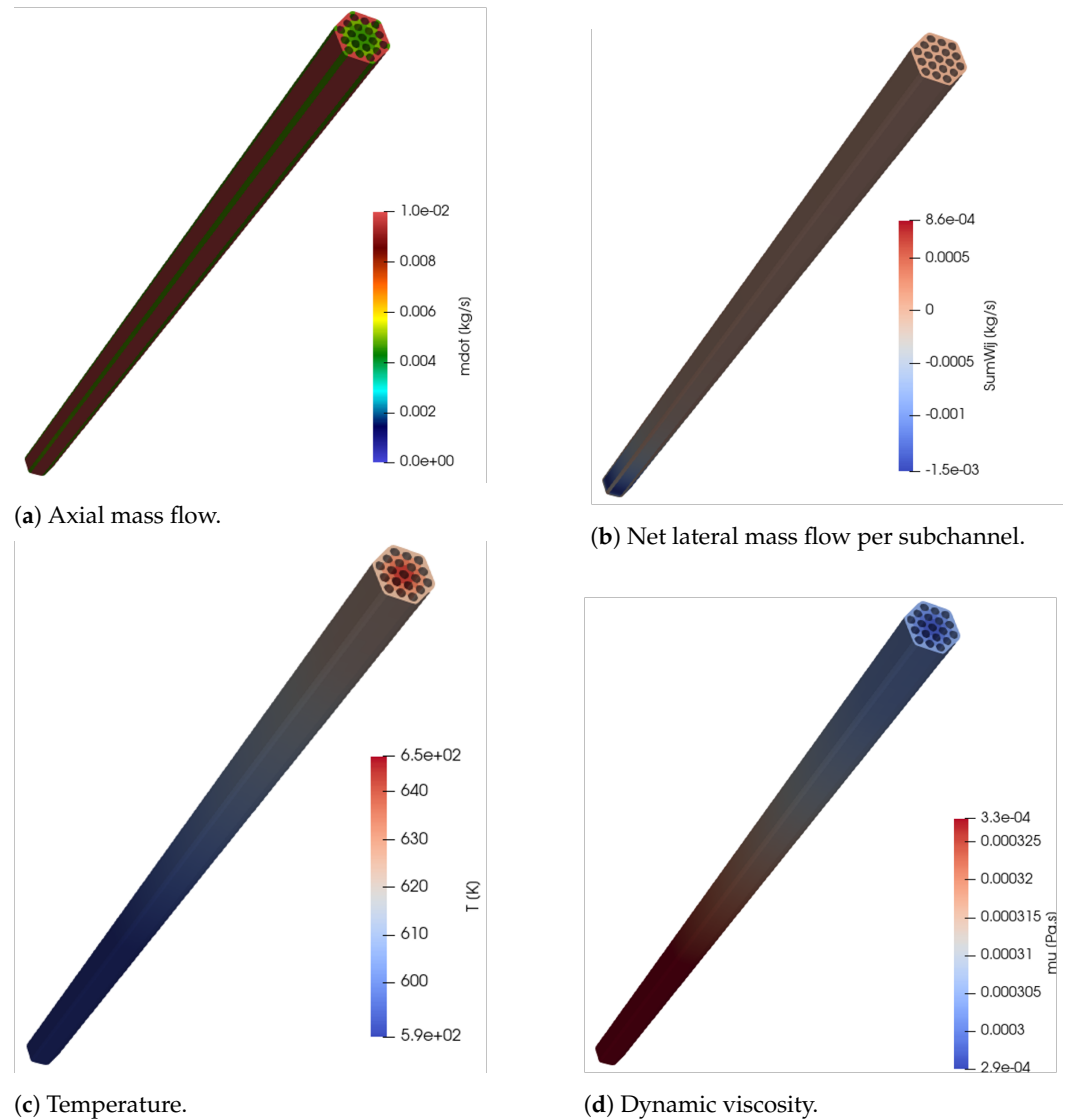 1.0e-02
0.008
0.006
0.004
0.002
0.0e+00
mdot (kg/s)
(a) Axial mass flow.
8.6e-04
0.0005
0
-0.0005
-0.001
-1.5e-03
SumWij (kg/s)
(b) Net lateral mass flow per subchannel.
6.5e+02
640
630
620
610
600
5.9e+02
T (K)
(c) Temperature.
3.3e-04
0.000325
0.00032
0.000315
0.00031
0.000305
0.0003
2.9e-04
mu (Pa.s)
(d) Dynamic viscosity.